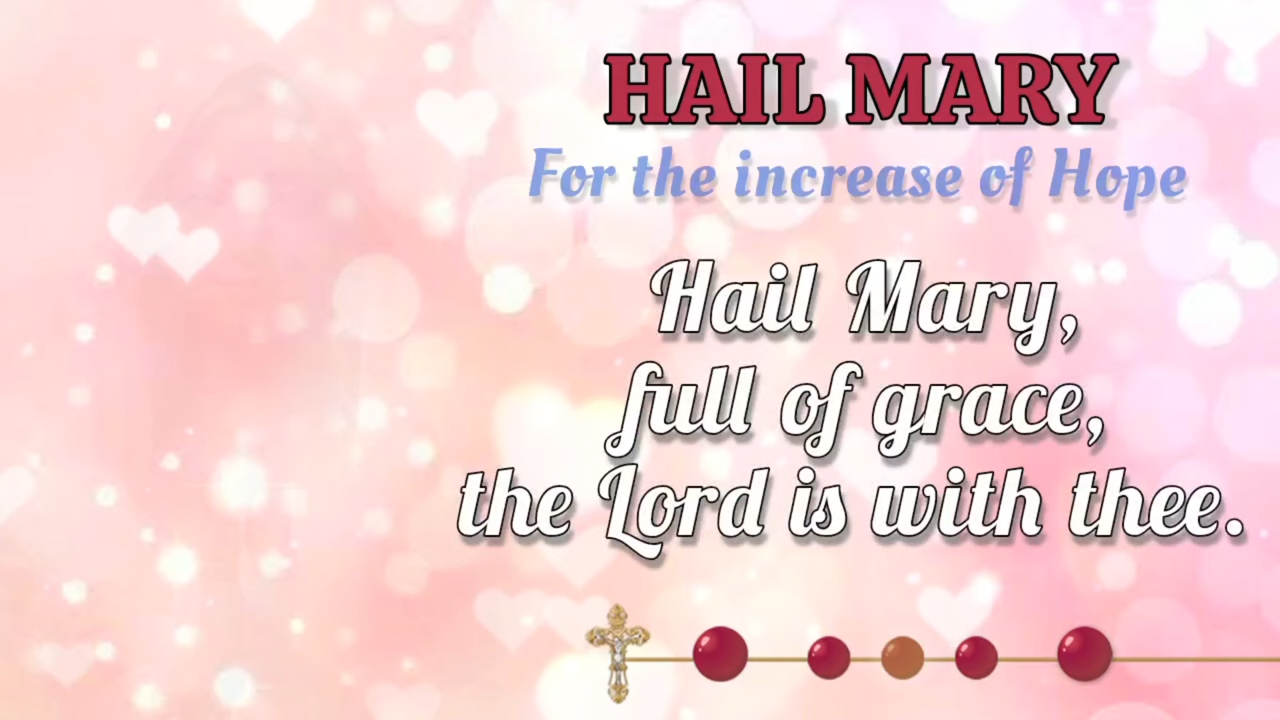 HAIL MARY
For the increase of Hope
Hail Mary,
full of grace,
the Lord is with thee.